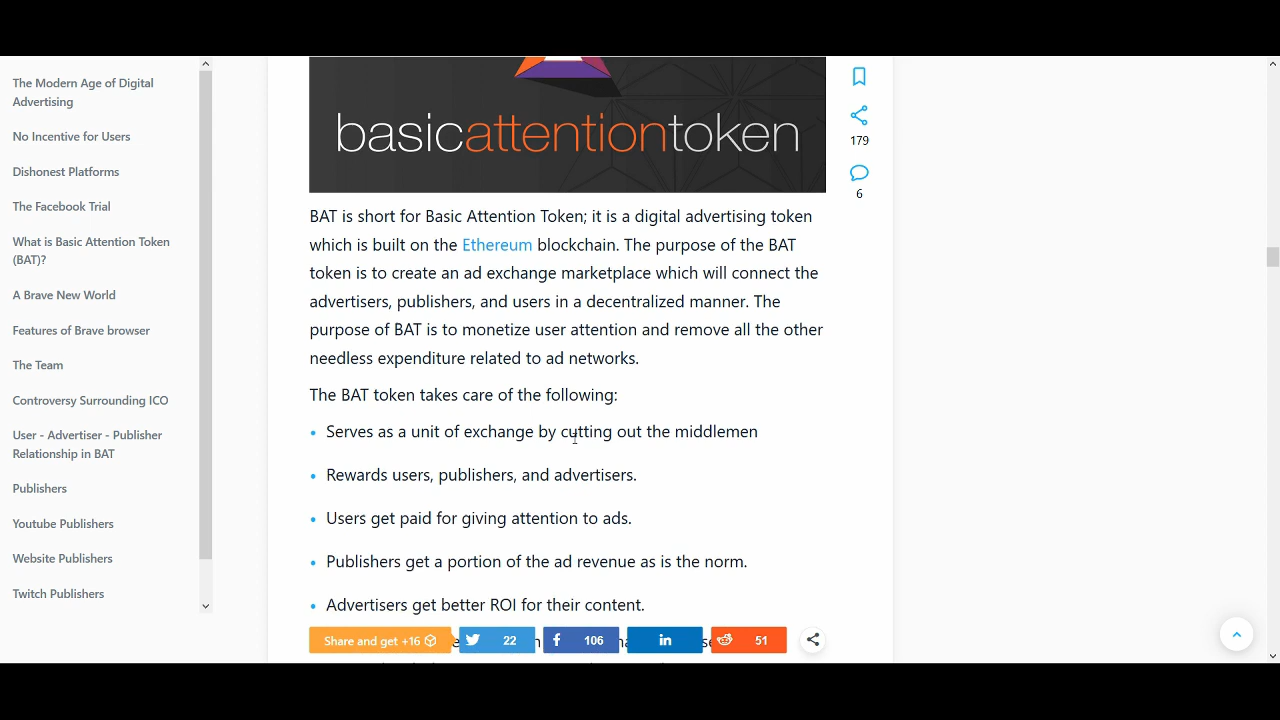 The Modern Age of Digital
Advertising
No Incentive for Users
Dishonest Platforms
The Facebook Trial
What is Basic Attention Token
(BAT)?
A Brave New World
Features of Brave browser
The Team
Controversy Surrounding ICO
User - Advertiser - Publisher
Relationship in BAT
Publishers
Youtube Publishers
Website Publishers
Twitch Publishers
basicattentiontoken
179
6
BAT is short for Basic Attention Token; it is a digital advertising token
which is built on the Ethereum blockchain. The purpose of the BAT
token is to create an ad exchange marketplace which will connect the
advertisers, publishers, and users in a decentralized manner. The
purpose of BAT is to monetize user attention and remove all the other
needless expenditure related to ad networks.
The BAT token takes care of the following:
• Serves as a unit of exchange by cutting out the middlemen
• Rewards users, publishers, and advertisers.
• Users get paid for giving attention to ads.
• Publishers get a portion of the ad revenue as is the norm.
• Advertisers get better ROI for their content.
Share and get +16 22 106 in 51